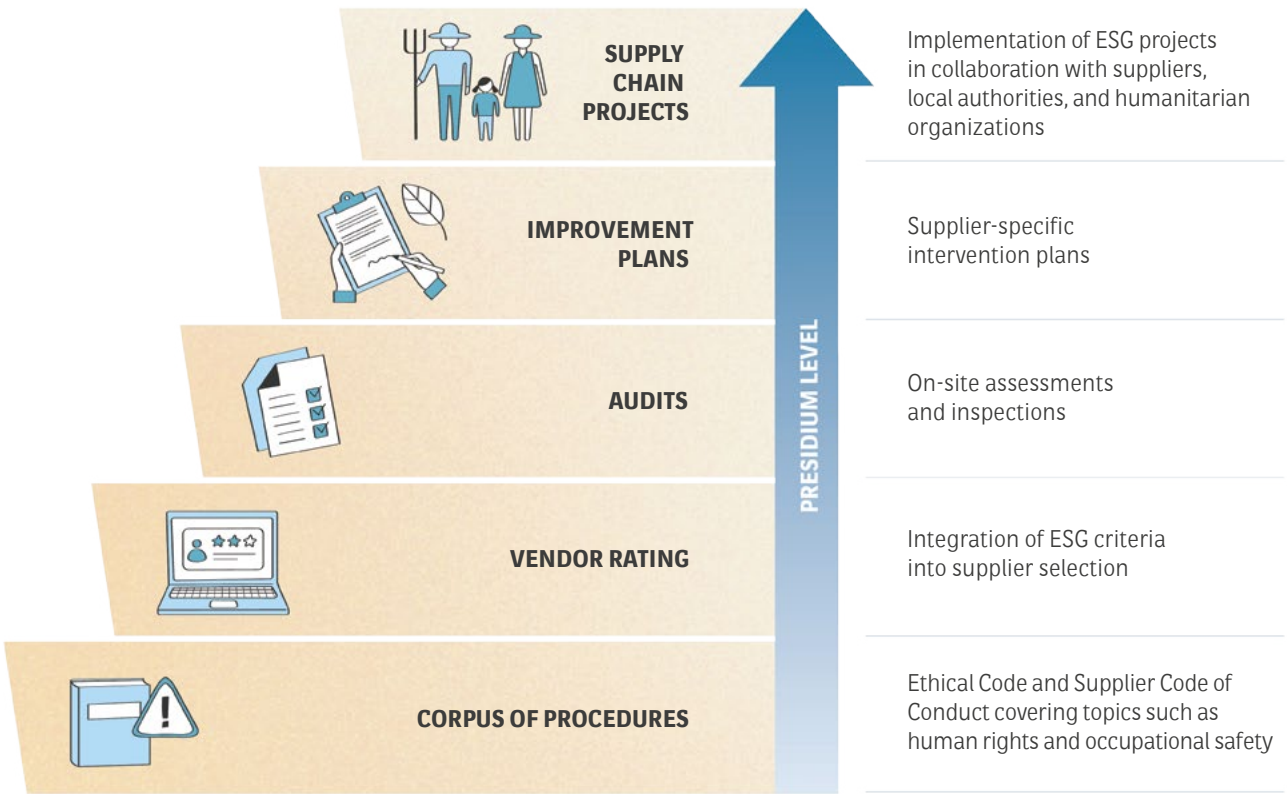 SUPPLY
CHAIN
PROJECTS
Implementation of ESG projects
in collaboration with suppliers,
local authorities, and humanitarian
organizations
IMPROVEMENT
PLANS
Supplier-specific
intervention plans
AUDITS
On-site assessments
and inspections
VENDOR RATING
Integration of ESG criteria
into supplier selection
CORPUS OF PROCEDURES
Ethical Code and Supplier Code of
Conduct covering topics such as
human rights and occupational safety
PRESIDIUM LEVEL